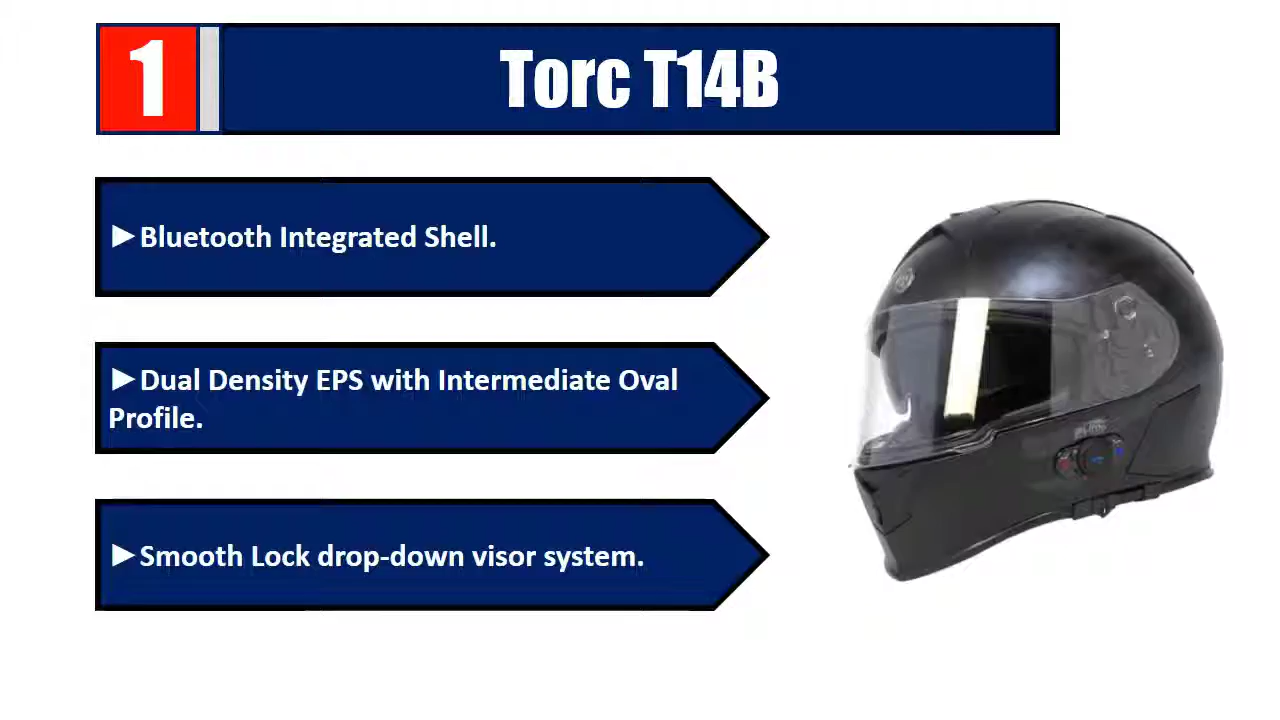 1
Torc T14B
►Bluetooth Integrated Shell.
►Dual Density EPS with Intermediate Oval
Profile.
►Smooth Lock drop-down visor system.